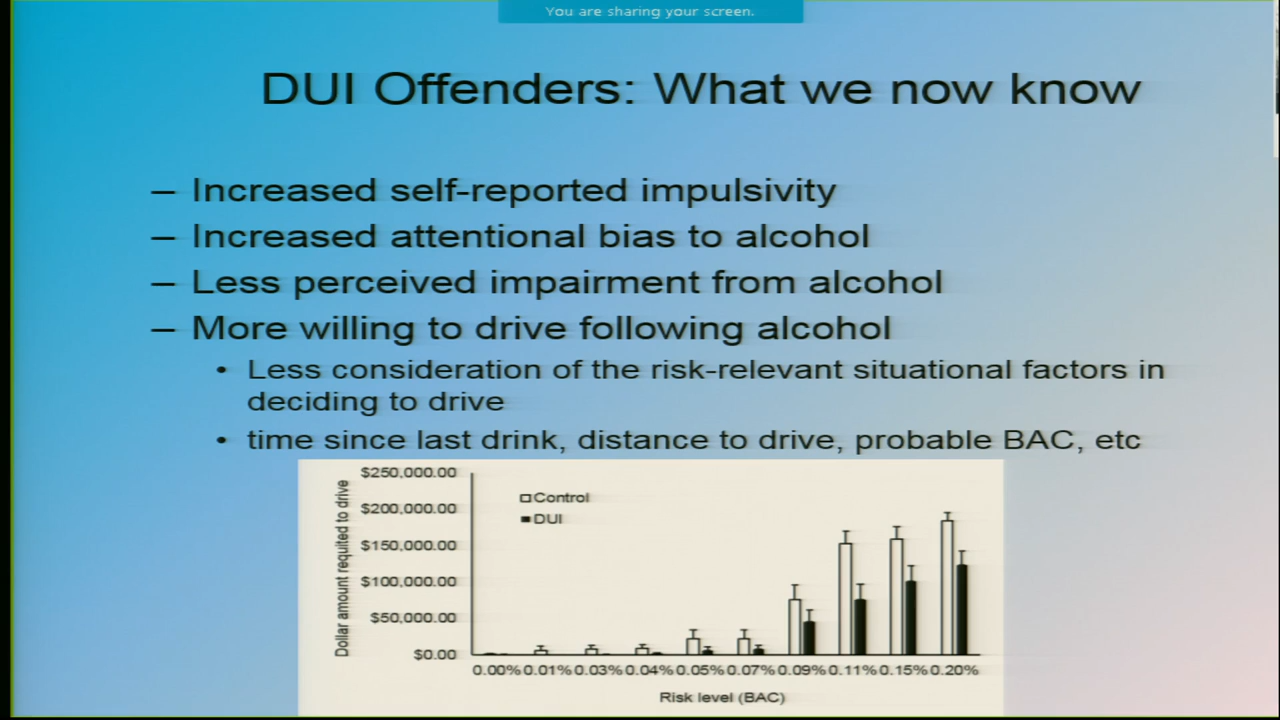 You are sharing your screen.
DUI Offenders: What we now know
– Increased self-reported impulsivity
– Increased attentional bias to alcohol
– Less perceived impairment from alcohol
– More willing to drive following alcohol
• Less consideration of the risk-relevant situational factors in
deciding to drive
• time since last drink, distance to drive, probable BAC, etc
Dollar amount requited to drive
$250,000.00
$200,000.00
$150,000.00
$100,000.00
$50,000.00
$0.00
Control
DUI
0.00% 0.01% 0.03% 0.04% 0.05% 0.07% 0.09% 0.11% 0.15% 0.20%
Risk level (BAC)